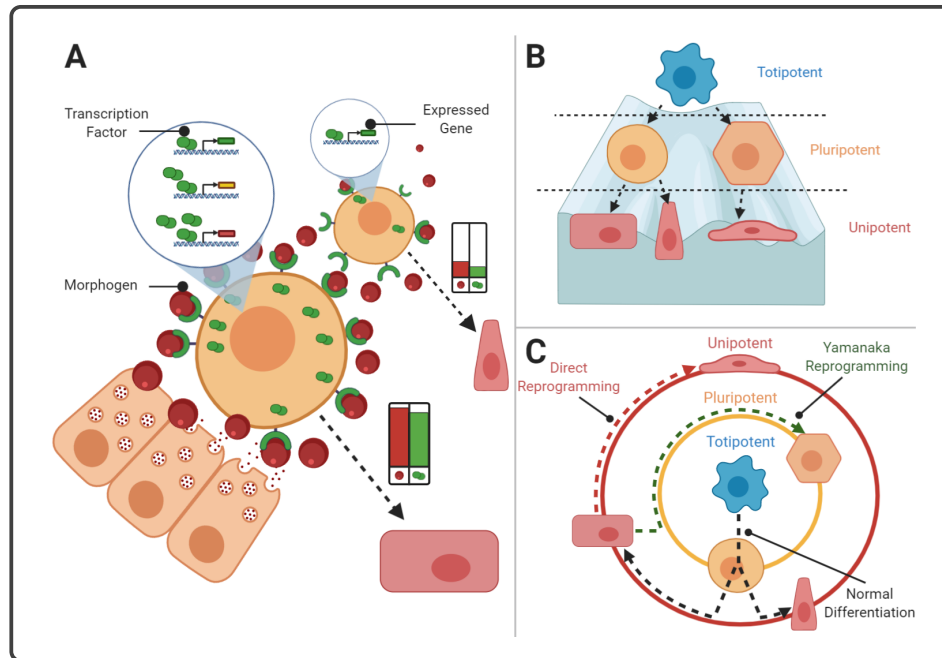 A
Transcription
Factor
Expressed
Gene
Morphogen
B
Totipotent
Pluripotent
Unipotent
C
Unipotent
Yamanaka
Reprogramming
Direct
Reprogramming
Pluripotent
Totipotent
Normal
Differentiation